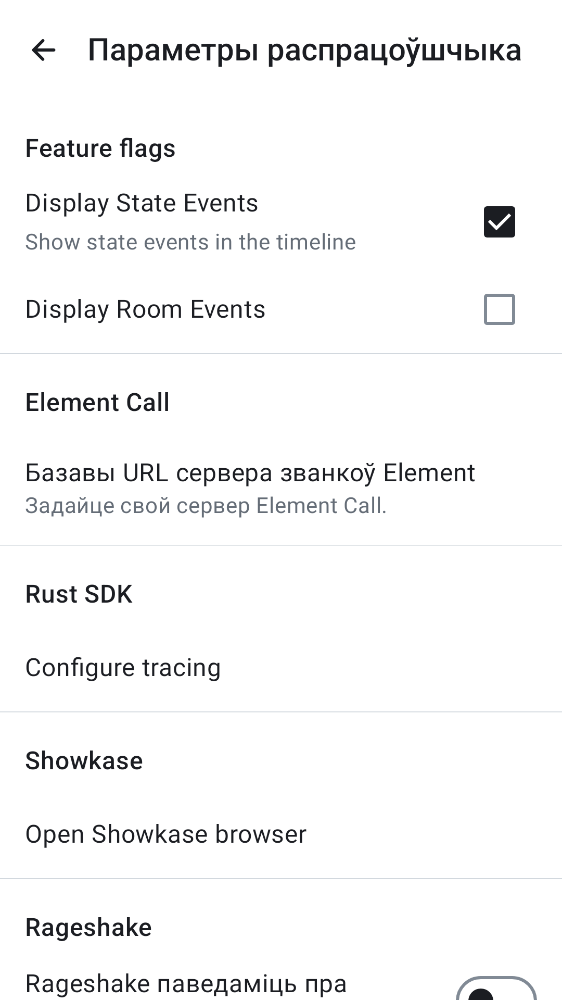 Параметры распрацоўшчыка
Feature flags
Display State Events
Show state events in the timeline
Display Room Events
Element Call
Базавы URL сервера званкоў Element
Задайце свой сервер Element Call.
Rust SDK
Configure tracing
Showkase
Open Showkase browser
Rageshake
Rageshake паведаміць пра